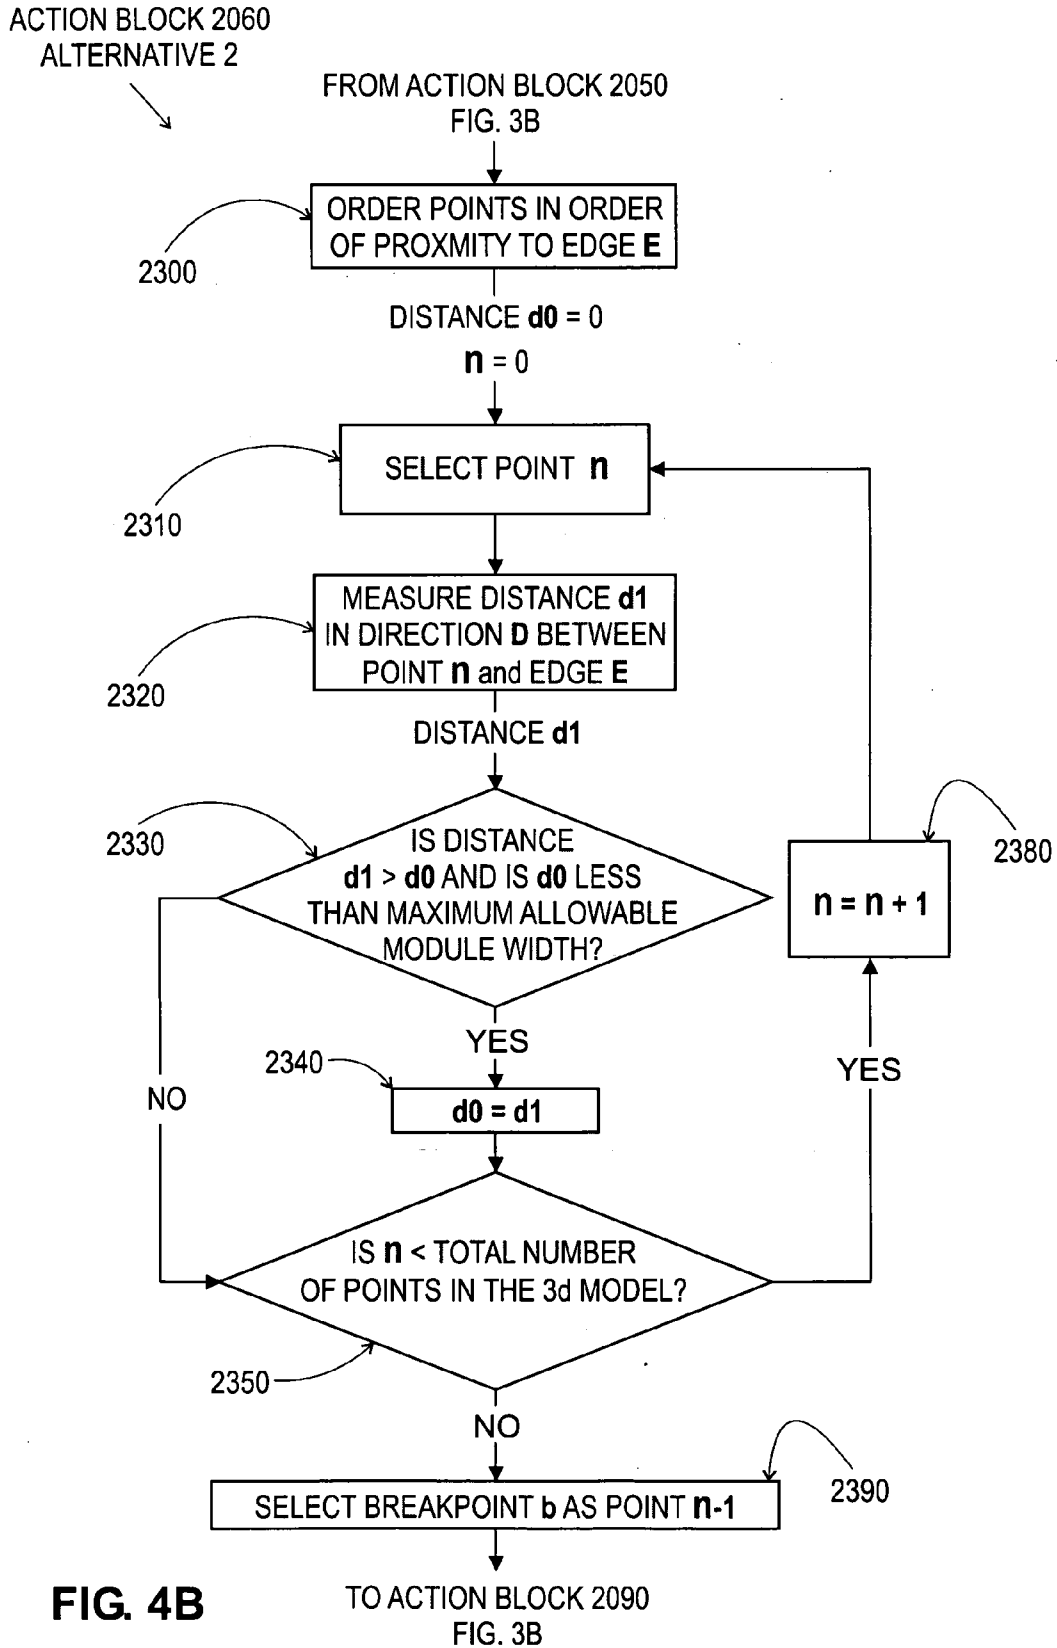 ACTION BLOCK 2060
ALTERNATIVE 2
FROM ACTION BLOCK 2050
FIG. 3B
ORDER POINTS IN ORDER
OF PROXMITY TO EDGE E
2300
DISTANCE d0 = 0
n = 0
SELECT POINT n
2310
MEASURE DISTANCE d1
IN DIRECTION D BETWEEN
POINT n and EDGE E
2320
DISTANCE d1
2330
IS DISTANCE
d1 > d0 AND IS d0 LESS
THAN MAXIMUM ALLOWABLE
MODULE WIDTH?
2380
n = n + 1
YES
2340
YES
NO
d0 = d1
IS n < TOTAL NUMBER
OF POINTS IN THE 3d MODEL?
2350
NO
2390
SELECT BREAKPOINT b AS POINT n-1
FIG. 4B
TO ACTION BLOCK 2090
FIG. 3B